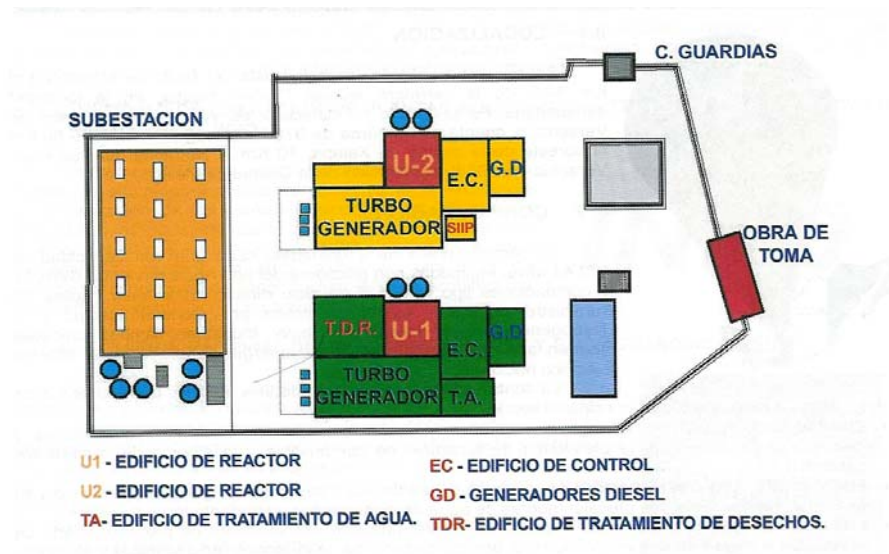 C. GUARDIAS
SUBESTACION
U-2
E.C.
G.D
TURBO
GENERADOR
SIIP
OBRA DE
TOMA
T.D.R.
U-1
E.C.
G.D
TURBO
GENERADOR
T.A.
U1 - EDIFICIO DE REACTOR
U2 - EDIFICIO DE REACTOR
TA- EDIFICIO DE TRATAMIENTO DE AGUA.
EC - EDIFICIO DE CONTROL
GD - GENERADORES DIESEL
TDR- EDIFICIO DE TRATAMIENTO DE DESECHOS.